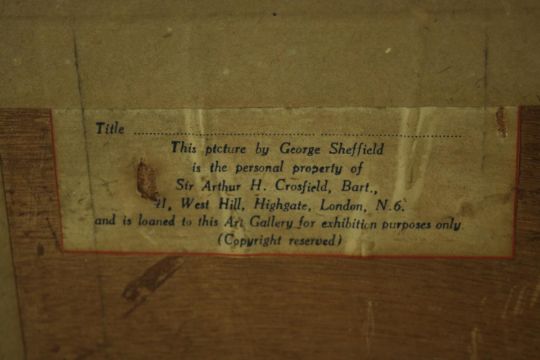 Title ................................................................
This picture by George Sheffield
is the personal property of
Sir Arthur H. Crosfield, Bart.,
41, West Hill, Highgate, London, N.6.
and is loaned to this Art Gallery for exhibition purposes only
(Copyright reserved)